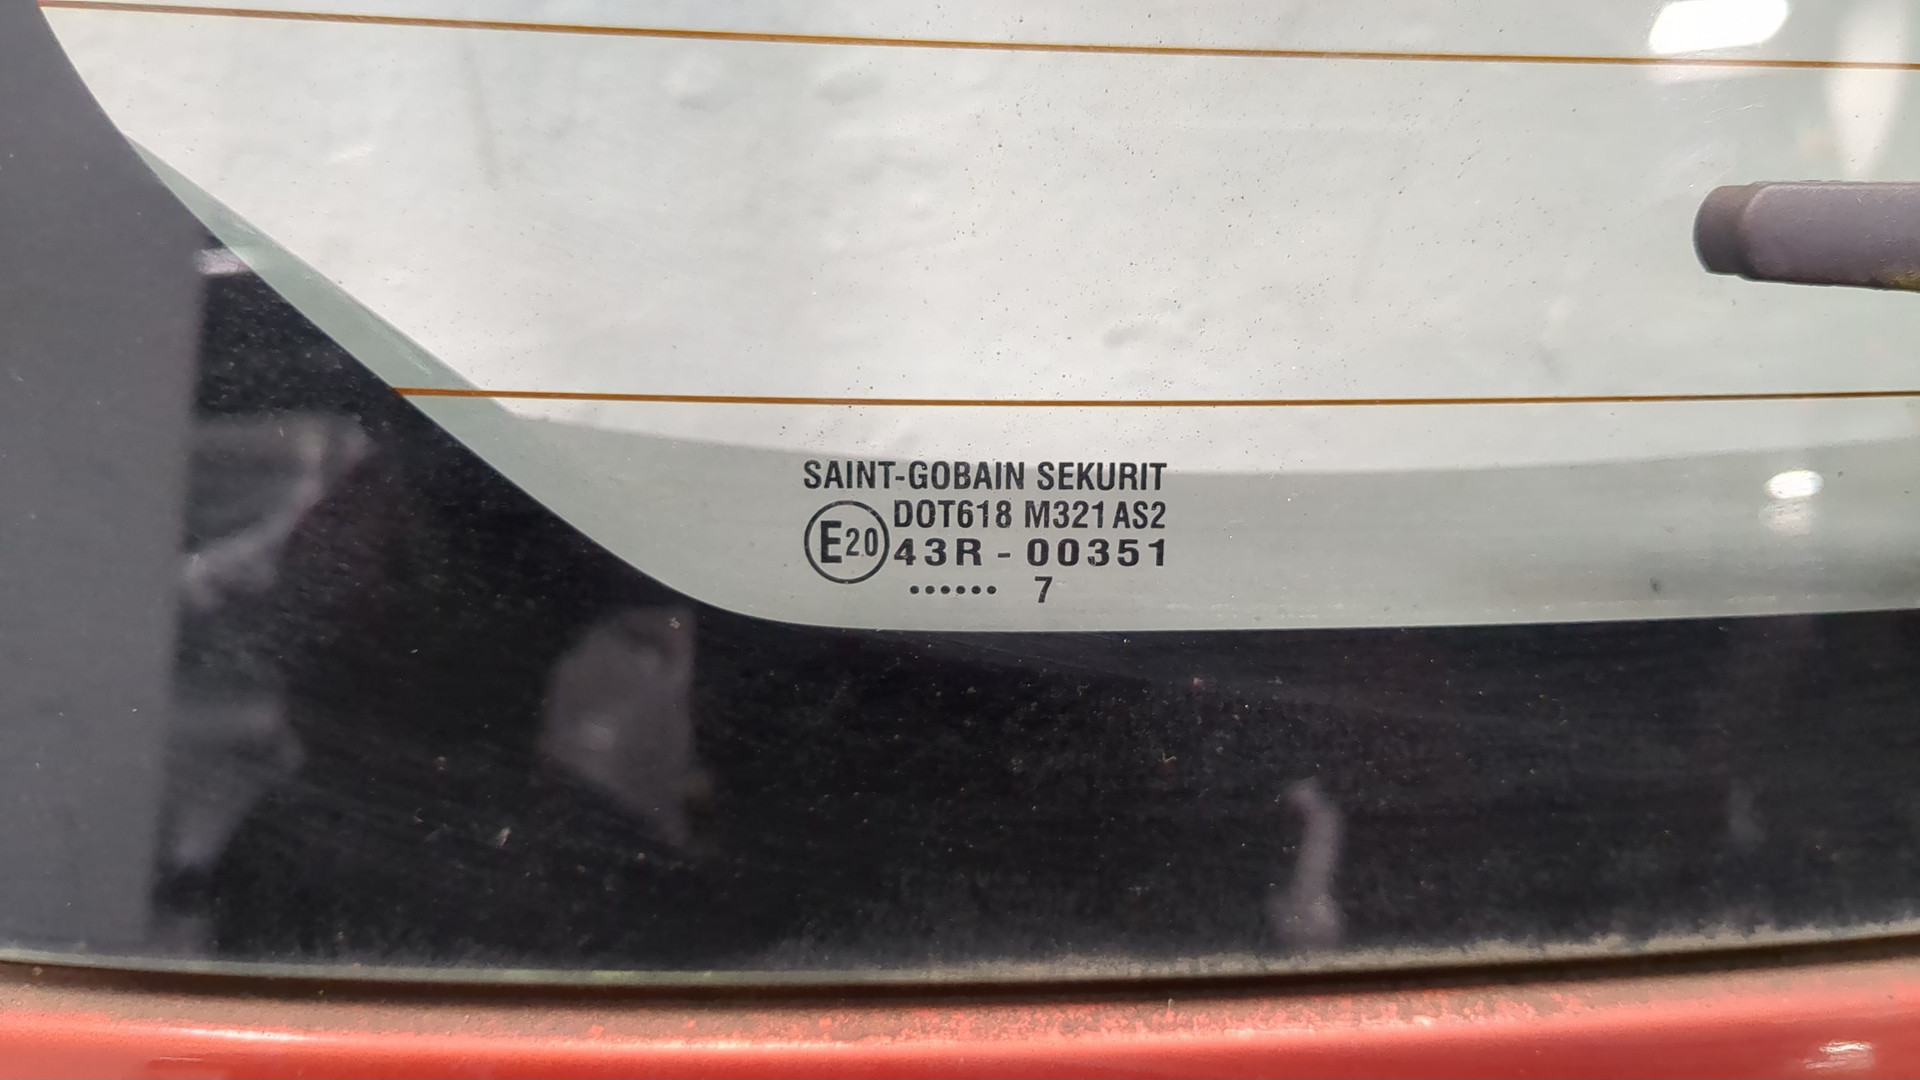 SAINT-GOBAIN SEKURIT
DOT618 M321 AS2
E20 43R - 00351
...... 7